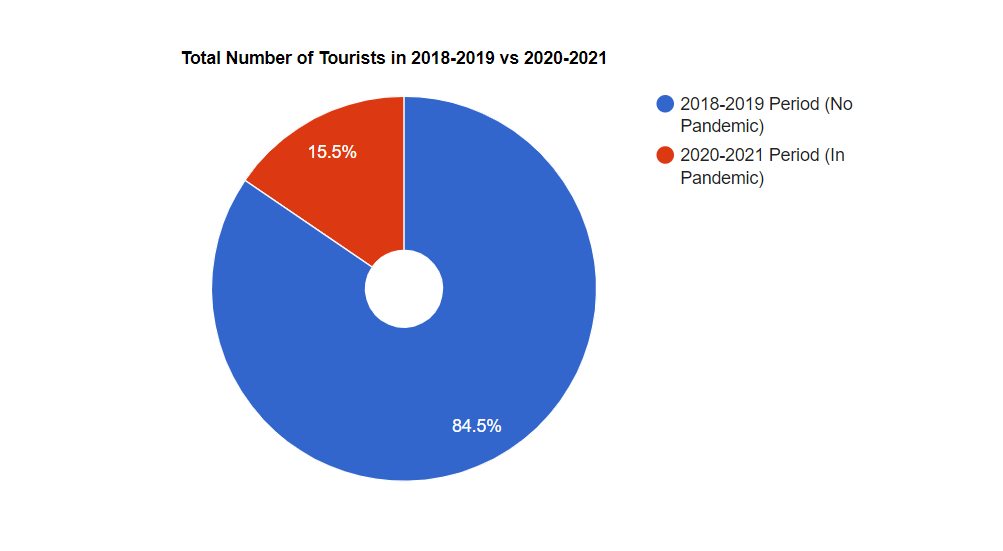 Total Number of Tourists in 2018-2019 vs 2020-2021
2018-2019 Period (No
Pandemic)
2020-2021 Period (In
Pandemic)
15.5%
84.5%